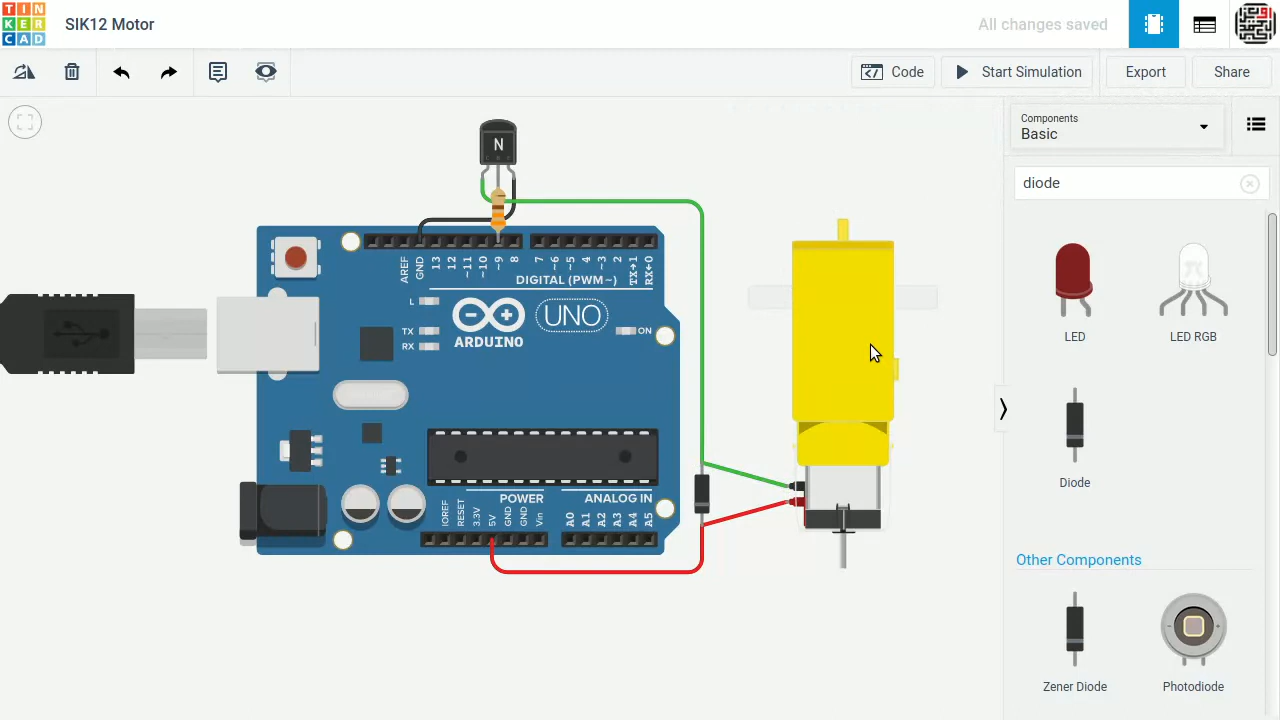 TIN
KER
CAD
SIK12 Motor
All changes saved
Code
Start Simulation
Export
Share
Components
Basic
diode
LED
LED RGB
Diode
Other Components
Zener Diode
Photodiode
N
AREF
GND
13
12
~11
~10
~9
8
7
~6
~5
4
~3
2
TX→1
RX←0
DIGITAL (PWM~)
L
TX
RX
UNO
ON
ARDUINO
POWER
ANALOG IN
IOREF
RESET
3.3V
5V
GND
GND
Vin
A0
A1
A2
A3
A4
A5